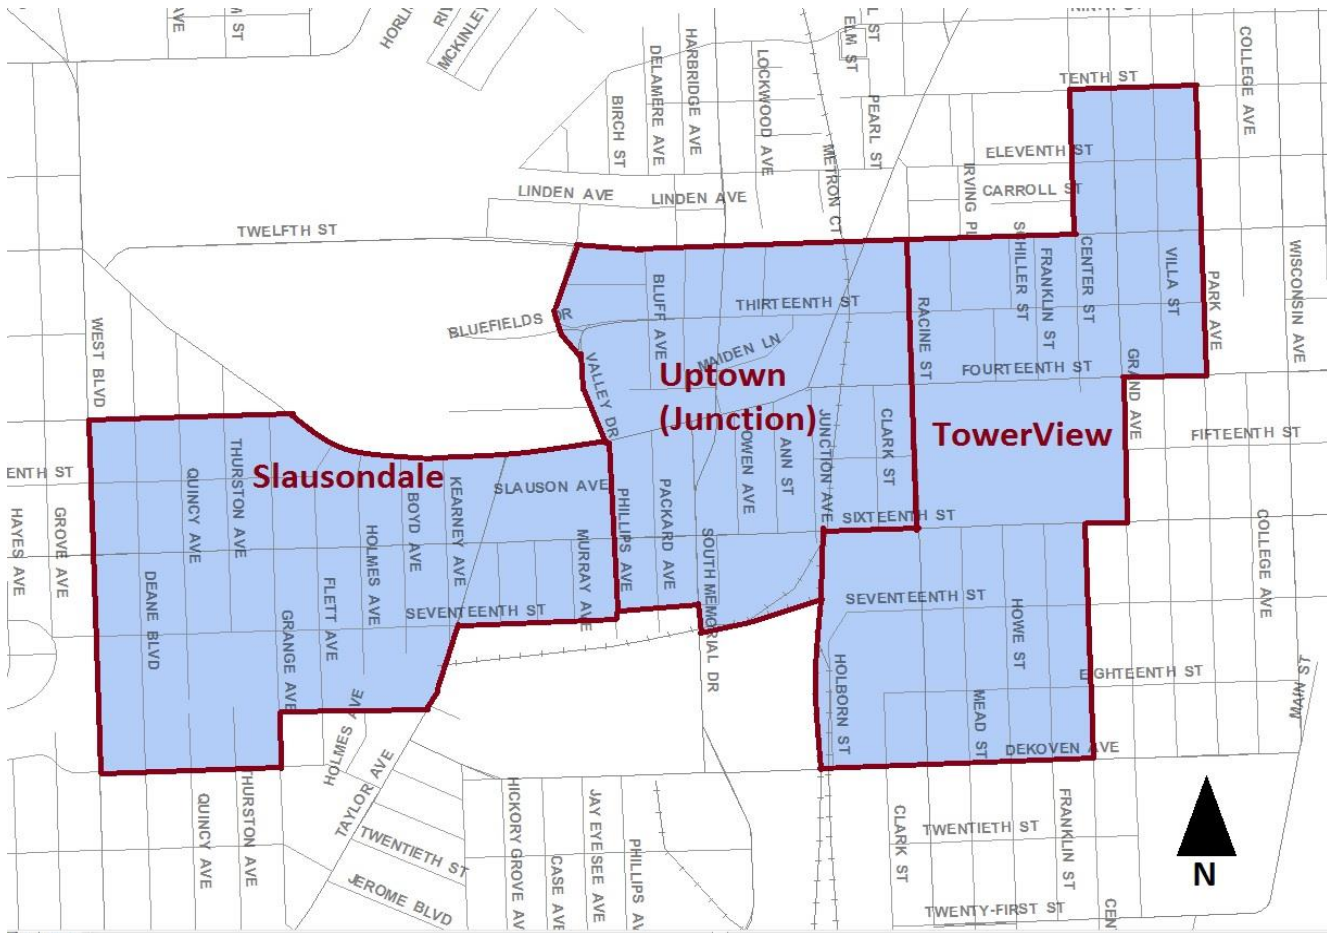 AVE
M ST
HORLI
RIV
MCKINLEY
DELAMERE AVE
HARBRIDGE AVE
LOCKWOOD AVE
ELM ST
L ST
COLLEGE AVE
TENTH ST
BIRCH ST
PEARL ST
METRON CT
ELEVENTH ST
IRVING PL
CARROLL ST
LINDEN AVE
LINDEN AVE
TWELFTH ST
SCHILLER ST
FRANKLIN ST
CENTER ST
VILLA ST
PARK AVE
WISCONSIN AVE
BLUFF AVE
THIRTEENTH ST
RACINE ST
BLUEFIELDS DR
WEST BLVD
MAIDEN LN
VALLEY DR
FOURTEENTH ST
GRAND AVE
Uptown
(Junction)
TowerView
FIFTEENTH ST
CLARK ST
JUNCTION AVE
OWEN AVE
ANN ST
Slausondale
ENTH ST
QUINCY AVE
THURSTON AVE
SLAUSON AVE
BOYD AVE
KEARNEY AVE
PHILLIPS AVE
PACKARD AVE
SIXTEENTH ST
HAYES AVE
GROVE AVE
HOLMES AVE
MURRAY AVE
SOUTH MEMORIAL DR
COLLEGE AVE
DEANE BLVD
FLETT AVE
GRANGE AVE
SEVENTEENTH ST
SEVENTEENTH ST
HOWE ST
EIGHTEENTH ST
MAIN ST
HOLBORN ST
MEAD ST
DEKOVEN AVE
HOLMES AVE
TAYLOR AVE
QUINCY AVE
THURSTON AVE
TWENTIETH ST
JEROME BLVD
HICKORY GROVE AV
CASE AVE
JAY EYE SEE AVE
PHILLIPS AV
CLARK ST
TWENTIETH ST
FRANKLIN ST
TWENTY-FIRST ST
CEN
N